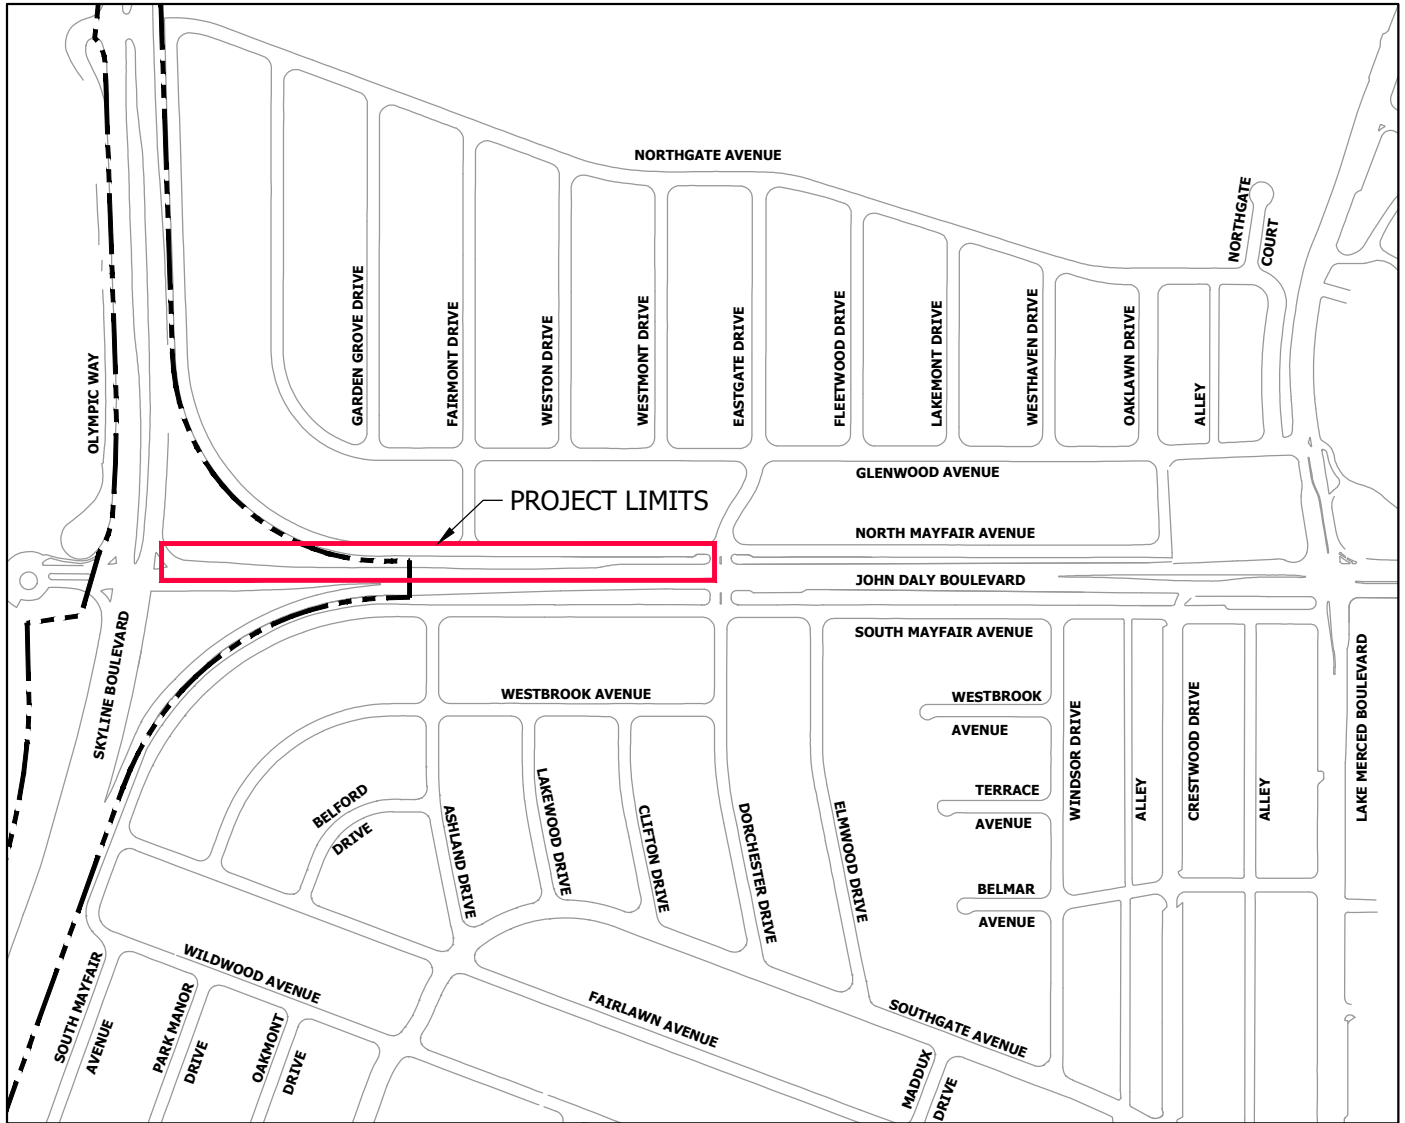 NORTHGATE AVENUE
NORTHGATE
COURT
OLYMPIC WAY
GARDEN GROVE DRIVE
FAIRMONT DRIVE
WESTON DRIVE
WESTMONT DRIVE
EASTGATE DRIVE
FLEETWOOD DRIVE
LAKEMONT DRIVE
WESTHAVEN DRIVE
OAKLAWN DRIVE
ALLEY
GLENWOOD AVENUE
PROJECT LIMITS
NORTH MAYFAIR AVENUE
JOHN DALY BOULEVARD
SOUTH MAYFAIR AVENUE
SKYLINE BOULEVARD
WESTBROOK AVENUE
WESTBROOK
AVENUE
WINDSOR DRIVE
ALLEY
CRESTWOOD DRIVE
ALLEY
LAKE MERCED BOULEVARD
TERRACE
AVENUE
BELFORD
DRIVE
ASHLAND DRIVE
LAKEWOOD DRIVE
CLIFTON DRIVE
DORCHESTER DRIVE
ELMWOOD DRIVE
BELMAR
AVENUE
WILDWOOD AVENUE
SOUTH MAYFAIR
AVENUE
PARK MANOR
DRIVE
OAKMONT
DRIVE
FAIRLAWN AVENUE
SOUTHGATE AVENUE
MADDUX
DRIVE